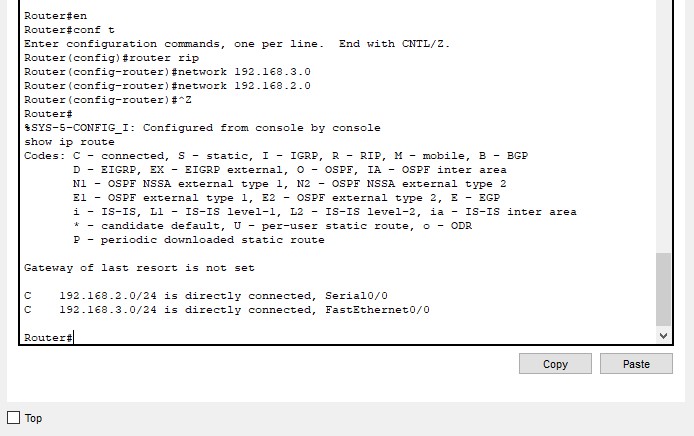 Router#en
Router#conf t
Enter configuration commands, one per line.  End with CNTL/Z.
Router(config)#router rip
Router(config-router)#network 192.168.3.0
Router(config-router)#network 192.168.2.0
Router(config-router)#^Z
Router#
%SYS-5-CONFIG_I: Configured from console by console
show ip route
Codes: C - connected, S - static, I - IGRP, R - RIP, M - mobile, B - BGP
       D - EIGRP, EX - EIGRP external, O - OSPF, IA - OSPF inter area
       N1 - OSPF NSSA external type 1, N2 - OSPF NSSA external type 2
       E1 - OSPF external type 1, E2 - OSPF external type 2, E - EGP
       i - IS-IS, L1 - IS-IS level-1, L2 - IS-IS level-2, ia - IS-IS inter area
       * - candidate default, U - per-user static route, o - ODR
       P - periodic downloaded static route
Gateway of last resort is not set
C    192.168.2.0/24 is directly connected, Serial0/0
C    192.168.3.0/24 is directly connected, FastEthernet0/0
Router#
Copy Paste
Top